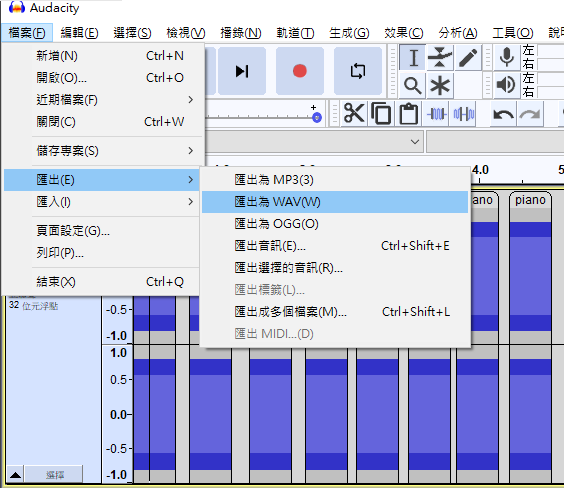 Audacity
檔案(F) 編輯(E) 選擇(S) 檢視(V) 播錄(N) 軌道(T) 生成(G) 效果(C) 分析(A) 工具(O)
新增(N) Ctrl+N
開啟(O)... Ctrl+O
近期檔案(F)
關閉(C) Ctrl+W
儲存專案(S)
匯出(E)
匯入(I)
頁面設定(G)...
列印(P)...
結束(X) Ctrl+Q
左
右
左
右
4.0
匯出為 MP3(3)
匯出為 WAV(W)
匯出為 OGG(O)
匯出音訊(E)... Ctrl+Shift+E
匯出選擇的音訊(R)...
匯出標籤(L)...
匯出成多個檔案(M)... Ctrl+Shift+L
匯出 MIDI...(D)
piano
32 位元浮點
-0.5
-1.0
1.0
0.5
0.0
-0.5
-1.0
選擇